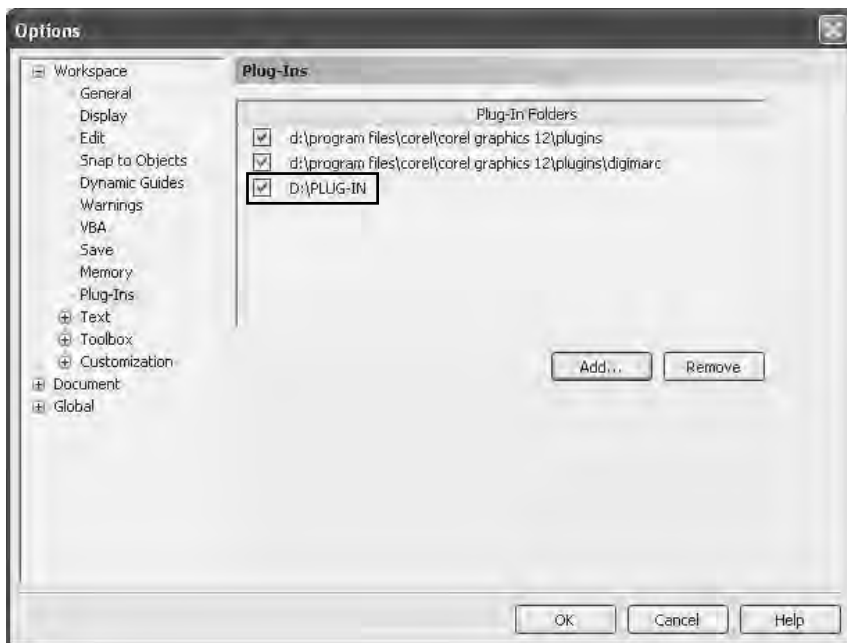 Options
Workspace
General
Display
Edit
Snap to Objects
Dynamic Guides
Warnings
VBA
Save
Memory
Plug-Ins
Text
Toolbox
Customization
Document
Global
Plug-Ins
Plug-In Folders
d:\program files\corel\corel graphics 12\plugins
d:\program files\corel\corel graphics 12\plugins\digimarc
D:\PLUG-IN
Add...
Remove
OK
Cancel
Help